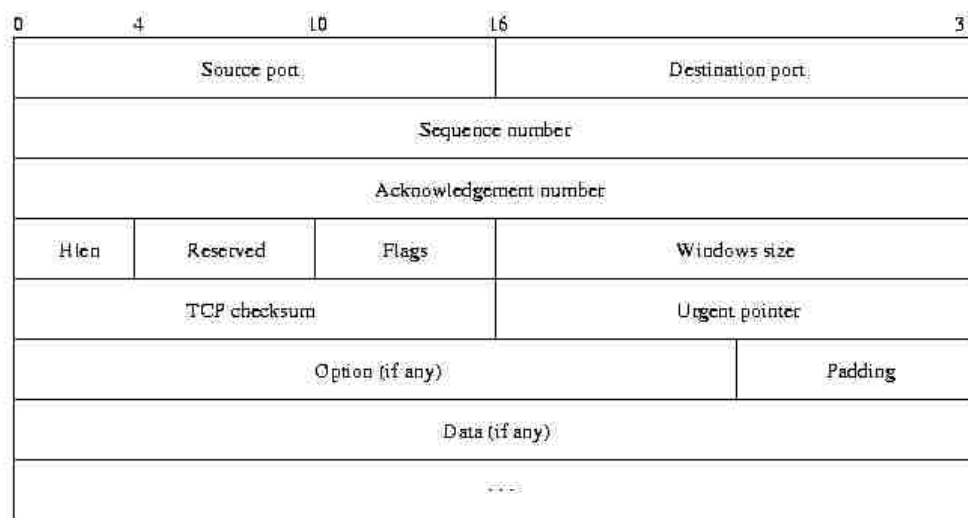 0 4 10 16 3
Source port Destination port
Sequence number
Acknowledgement number
Hlen Reserved Flags Windows size
TCP checksum Urgent pointer
Option (if any) Padding
Data (if any)
...